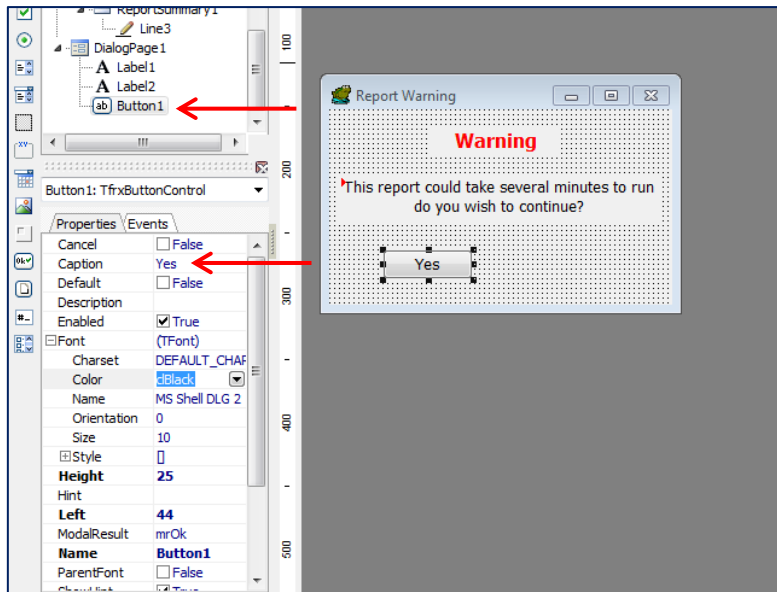 ReportSummary1
Line3
DialogPage1
A Label1
A Label2
ab Button1
Button1: TfrxButtonControl
Properties Events
Cancel False
Caption Yes
Default False
Description
Enabled True
Font (TFont)
Charset DEFAULT_CHAR
Color clBlack
Name MS Shell DLG 2
Orientation 0
Size 10
Style []
Height 25
Hint
Left 44
ModalResult mrOk
Name Button1
ParentFont False
ShowHint True
100
200
300
400
500
Report Warning
Warning
This report could take several minutes to run
do you wish to continue?
Yes